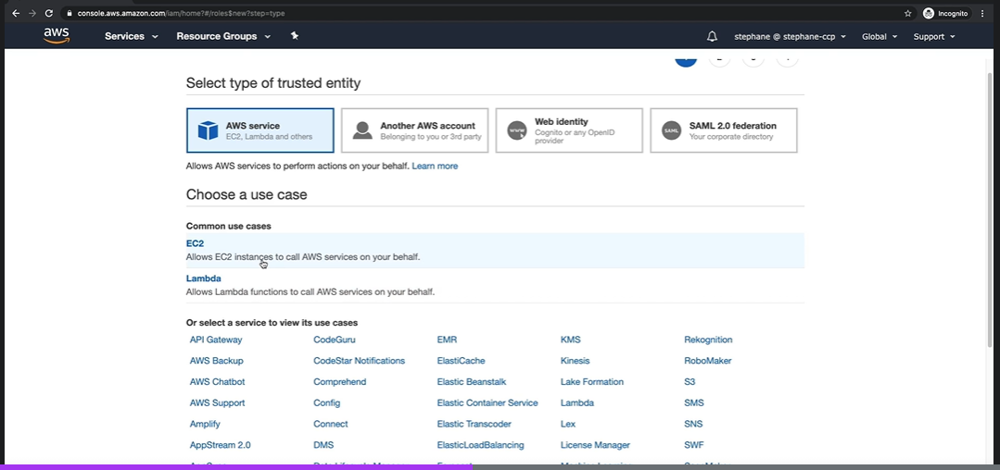 console.aws.amazon.com/iam/home?#/roles$new?step=type
Incognito
aws
Services
Resource Groups
stephane @ stephane-ccp
Global
Support
Select type of trusted entity
AWS service
EC2, Lambda and others
Another AWS account
Belonging to you or 3rd party
WWW
Web identity
Cognito or any OpenID
provider
SAML
SAML 2.0 federation
Your corporate directory
Allows AWS services to perform actions on your behalf. Learn more
Choose a use case
Common use cases
EC2
Allows EC2 instances to call AWS services on your behalf.
Lambda
Allows Lambda functions to call AWS services on your behalf.
Or select a service to view its use cases
API Gateway CodeGuru EMR KMS Rekognition
AWS Backup CodeStar Notifications ElastiCache Kinesis RoboMaker
AWS Chatbot Comprehend Elastic Beanstalk Lake Formation S3
AWS Support Config Elastic Container Service Lambda SMS
Amplify Connect Elastic Transcoder Lex SNS
AppStream 2.0 DMS ElasticLoadBalancing License Manager SWF